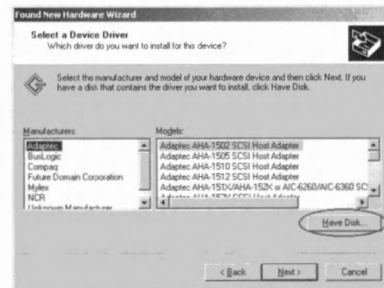 Found New Hardware Wizard
Select a Device Driver
Which driver do you want to install for this device?
Select the manufacturer and model of your hardware device and then click Next. If you
have a disk that contains the driver you want to install, click Have Disk.
Manufacturers:
Adaptec
BusLogic
Compaq
Future Domain Corporation
Mylex
NCR
Unknown Manufacturer
Models:
Adaptec AHA-1502 SCSI Host Adapter
Adaptec AHA-1505 SCSI Host Adapter
Adaptec AHA-1510 SCSI Host Adapter
Adaptec AHA-1512 SCSI Host Adapter
Adaptec AHA-151X/AHA-152X or AIC-6260/AIC-6360 SC
Have Disk...
< Back
Next >
Cancel